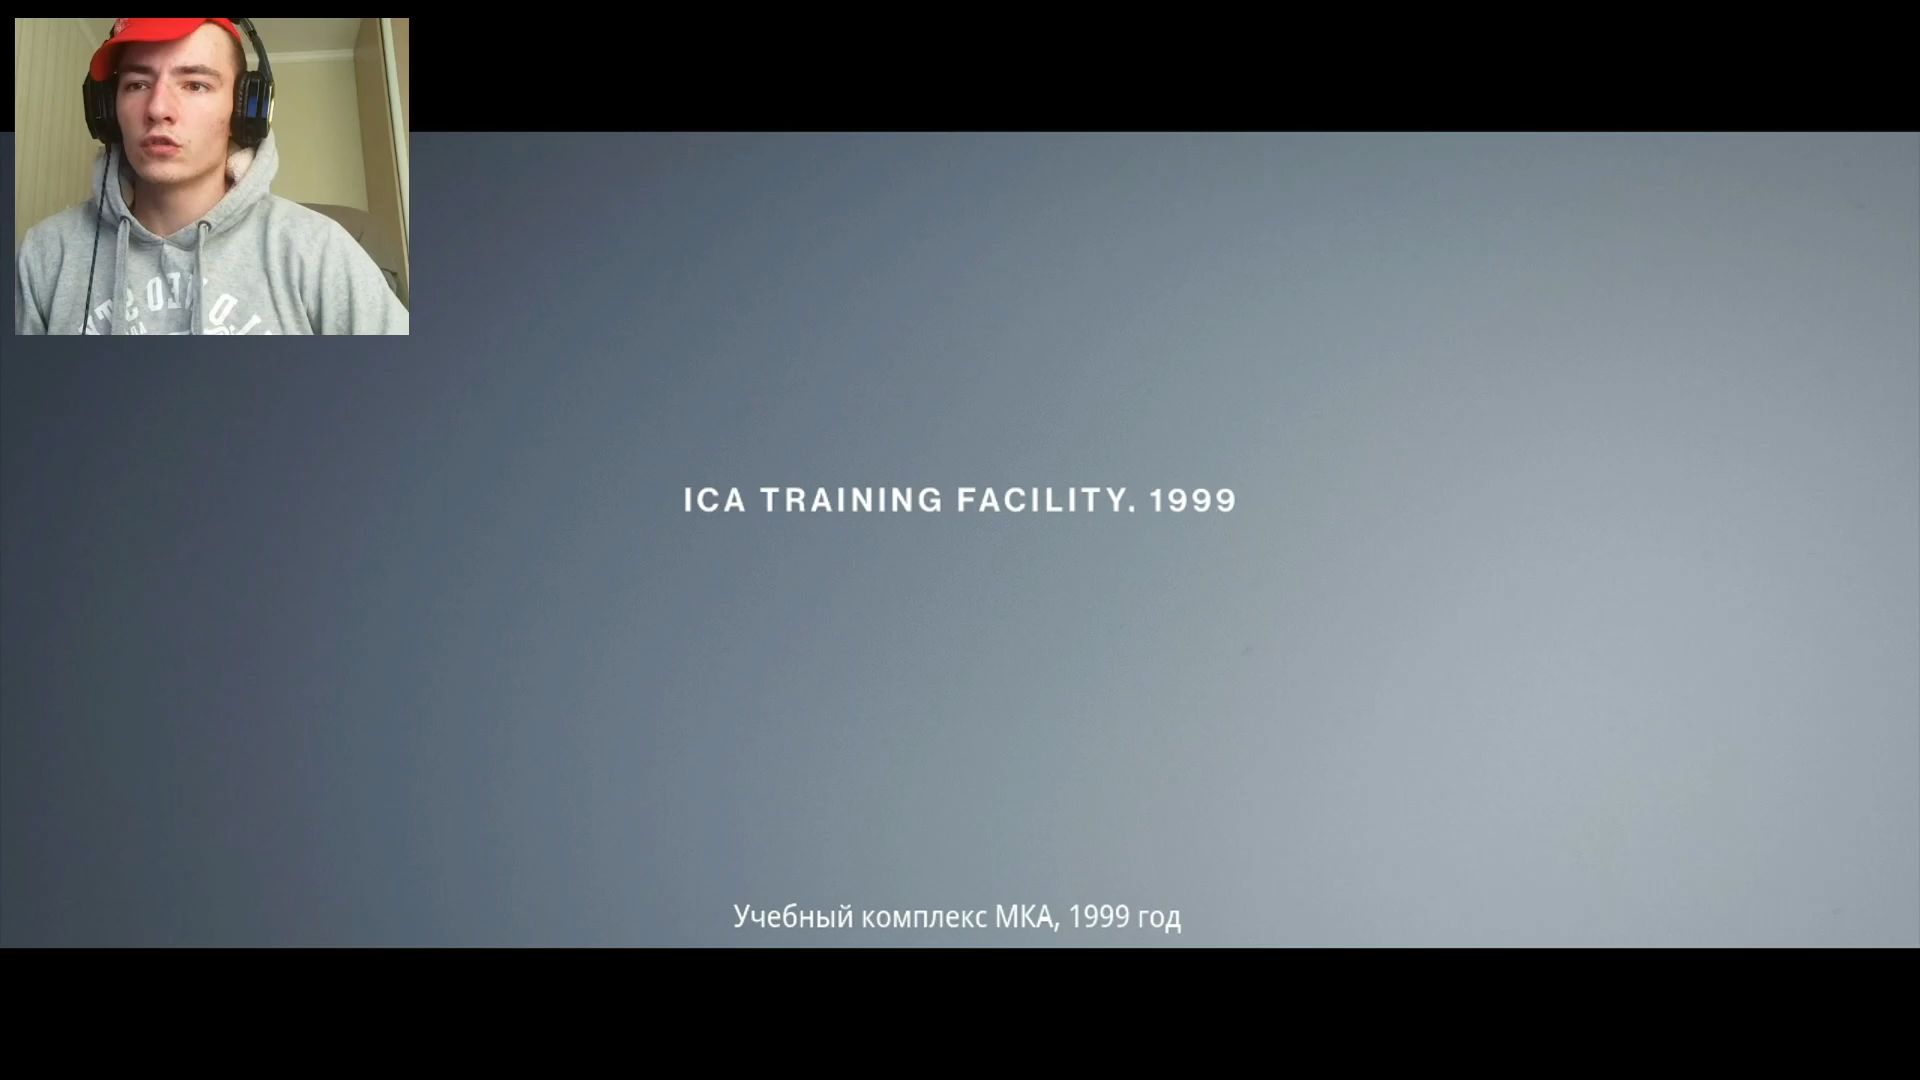 ICA TRAINING FACILITY. 1999
Учебный комплекс МКА, 1999 год